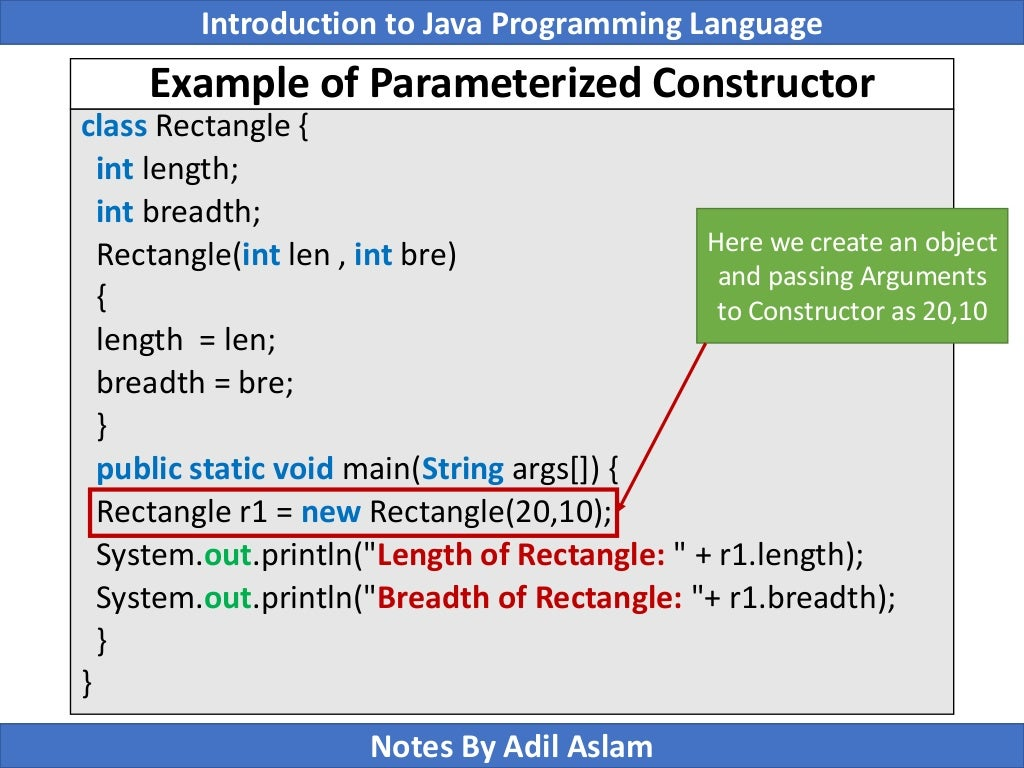 Introduction to Java Programming Language
Example of Parameterized Constructor
class Rectangle {
int length;
int breadth;
Rectangle(int len , int bre)
{
length  = len;
breadth = bre;
}
public static void main(String args[]) {
Rectangle r1 = new Rectangle(20,10);
System.out.println("Length of Rectangle: " + r1.length);
System.out.println("Breadth of Rectangle: "+ r1.breadth);
}
}
Here we create an object
and passing Arguments
to Constructor as 20,10
Notes By Adil Aslam